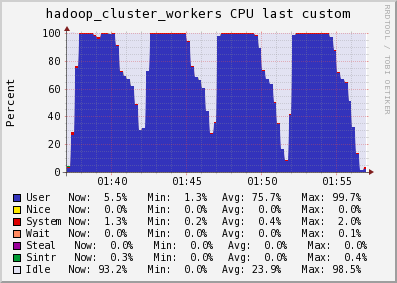 hadoop_cluster_workers CPU last custom
RRDTOOL / TOBI OETIKER
Percent
100
80
60
40
20
0
01:40 01:45 01:50 01:55
User Now: 5.5% Min: 1.3% Avg: 75.7% Max: 99.7%
Nice Now: 0.0% Min: 0.0% Avg: 0.0% Max: 0.0%
System Now: 1.3% Min: 0.2% Avg: 0.4% Max: 2.0%
Wait Now: 0.0% Min: 0.0% Avg: 0.0% Max: 0.1%
Steal Now: 0.0% Min: 0.0% Avg: 0.0% Max: 0.0%
Sintr Now: 0.3% Min: 0.0% Avg: 0.0% Max: 0.4%
Idle Now: 93.2% Min: 0.0% Avg: 23.9% Max: 98.5%